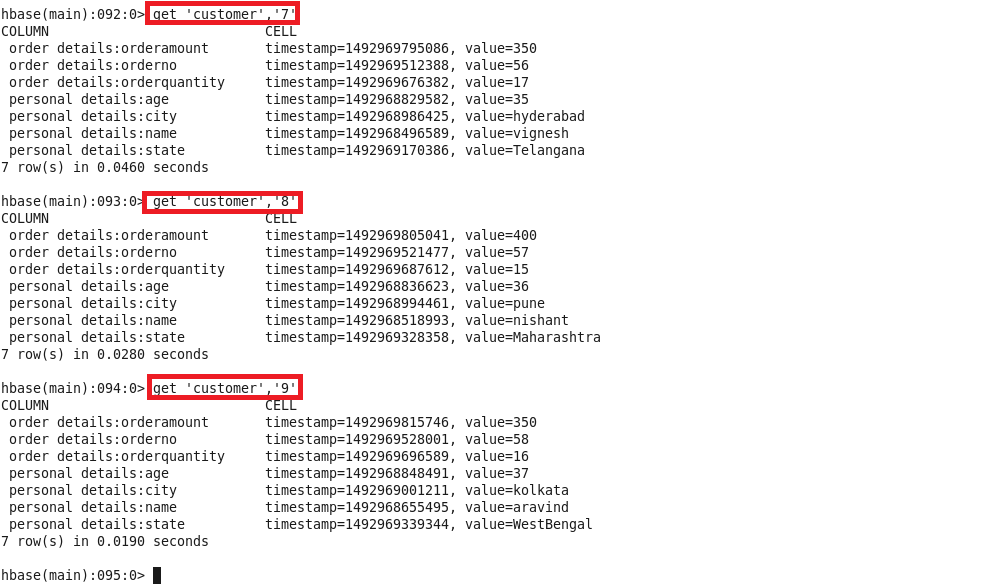 hbase(main):092:0> get 'customer','7'
COLUMN                           CELL
 order details:orderamount       timestamp=1492969795086, value=350
 order details:orderno           timestamp=1492969512388, value=56
 order details:orderquantity     timestamp=1492969676382, value=17
 personal details:age            timestamp=1492968829582, value=35
 personal details:city           timestamp=1492968986425, value=hyderabad
 personal details:name           timestamp=1492968496589, value=vignesh
 personal details:state          timestamp=1492969170386, value=Telangana
7 row(s) in 0.0460 seconds

hbase(main):093:0> get 'customer','8'
COLUMN                           CELL
 order details:orderamount       timestamp=1492969805041, value=400
 order details:orderno           timestamp=1492969521477, value=57
 order details:orderquantity     timestamp=1492969687612, value=15
 personal details:age            timestamp=1492968836623, value=36
 personal details:city           timestamp=1492968994461, value=pune
 personal details:name           timestamp=1492968518993, value=nishant
 personal details:state          timestamp=1492969328358, value=Maharashtra
7 row(s) in 0.0280 seconds

hbase(main):094:0> get 'customer','9'
COLUMN                           CELL
 order details:orderamount       timestamp=1492969815746, value=350
 order details:orderno           timestamp=1492969528001, value=58
 order details:orderquantity     timestamp=1492969696589, value=16
 personal details:age            timestamp=1492968848491, value=37
 personal details:city           timestamp=1492969001211, value=kolkata
 personal details:name           timestamp=1492968655495, value=aravind
 personal details:state          timestamp=1492969339344, value=WestBengal
7 row(s) in 0.0190 seconds

hbase(main):095:0>